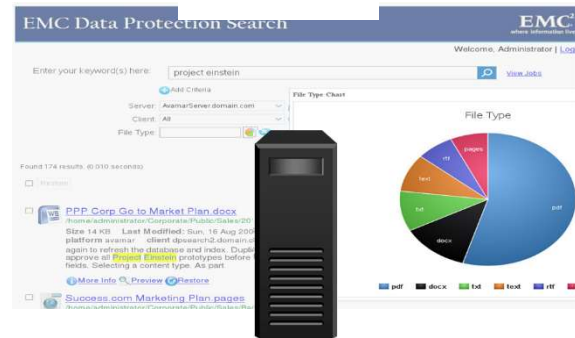 EMC Data Protection Search
EMC²
where information lives
Welcome, Administrator | Log
Enter your keyword(s) here:
project einstein
View Jobs
Add Criteria
Server:
AvamarServer.domain.com
Client:
All
File Type:
File Type Chart
File Type
pages
rtf
text
txt
docx
pdf
pdf
docx
txt
text
rtf
Found 174 results. (0.010 seconds)
PPP Corp Go to Market Plan.docx
/home/administrator/Corporate/Public/Sales/20
Size 14 KB Last Modified: Sun, 16 Aug 200
platform avamar client dpsearch2.domain.c
again to refresh the database and index. Dupli
approve all Project Einstein prototypes before
fields. Selecting a content type. As part
More Info Preview Restore
Success.com Marketing Plan.pages